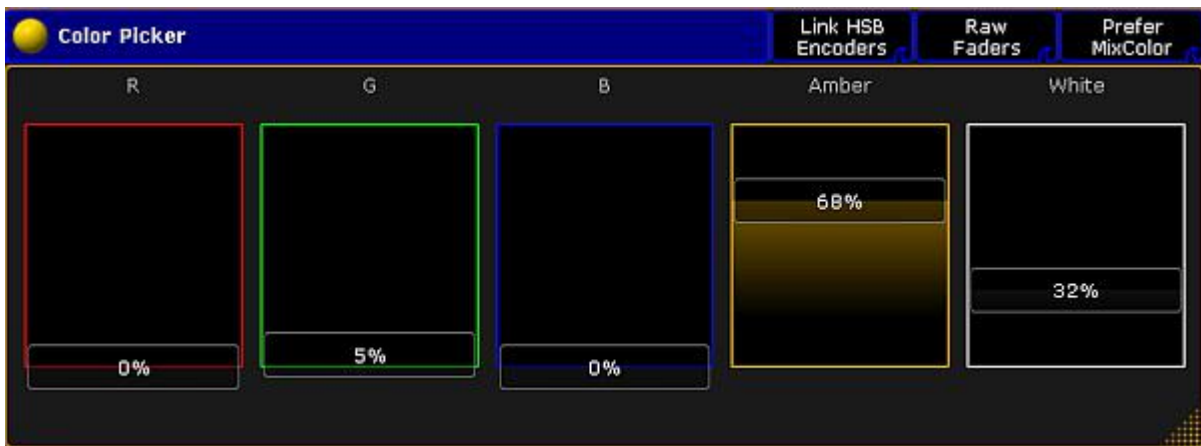 Color Picker
Link HSB
Encoders
Raw
Faders
Prefer
MixColor
R
G
B
Amber
White
0%
5%
0%
68%
32%